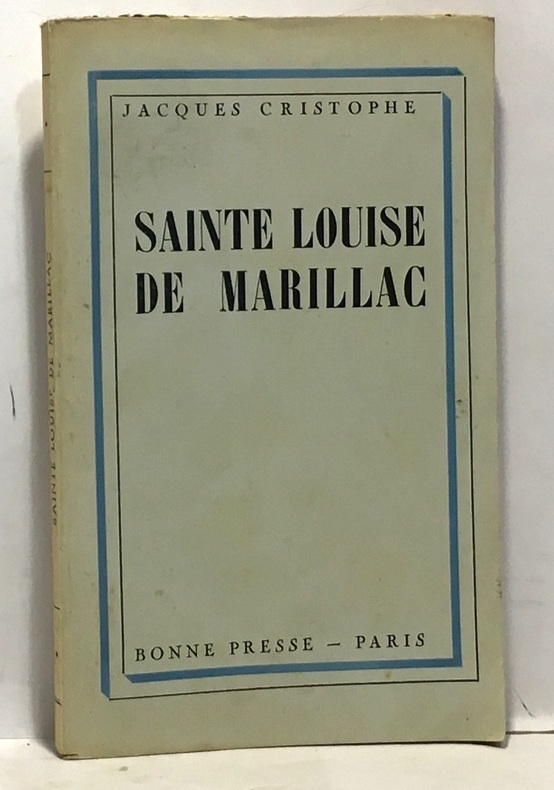 JACQUES CRISTOPHE
SAINTE LOUISE
DE MARILLAC
BONNE PRESSE — PARIS
SAINTE LOUISE DE MARILLAC